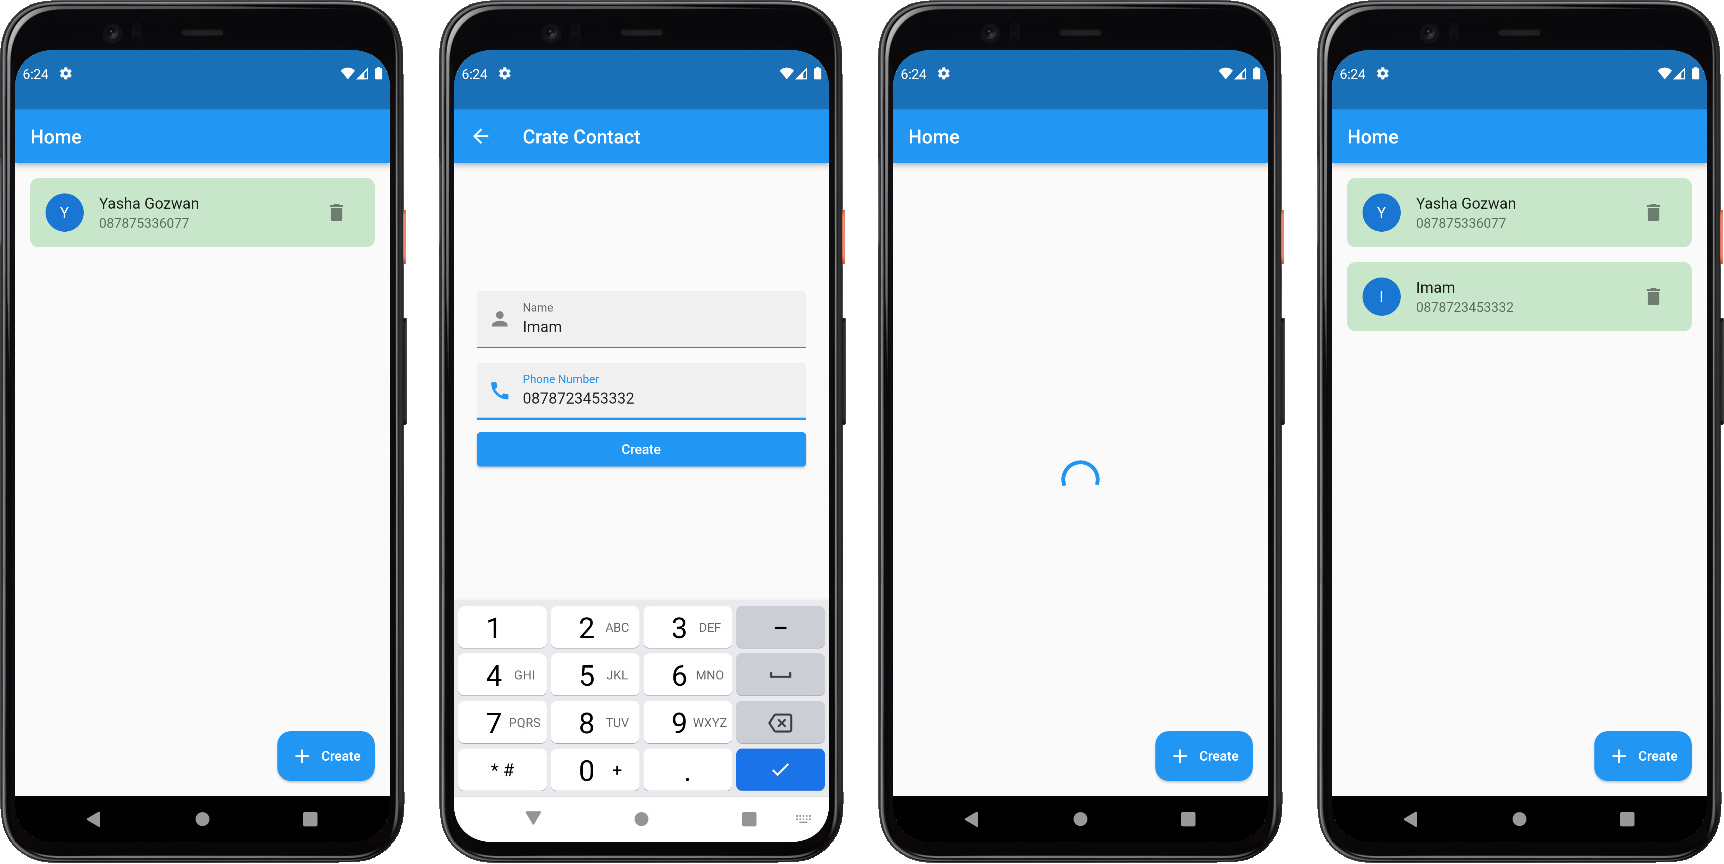 6:24
Home
Y
Yasha Gozwan
087875336077
Create
6:24
Crate Contact
Name
Imam
Phone Number
0878723453332
Create
1 2 ABC 3 DEF -
4 GHI 5 JKL 6 MNO
7 PQRS 8 TUV 9 WXYZ
* # 0 + .
6:24
Home
Create
6:24
Home
Y
Yasha Gozwan
087875336077
I
Imam
0878723453332
Create